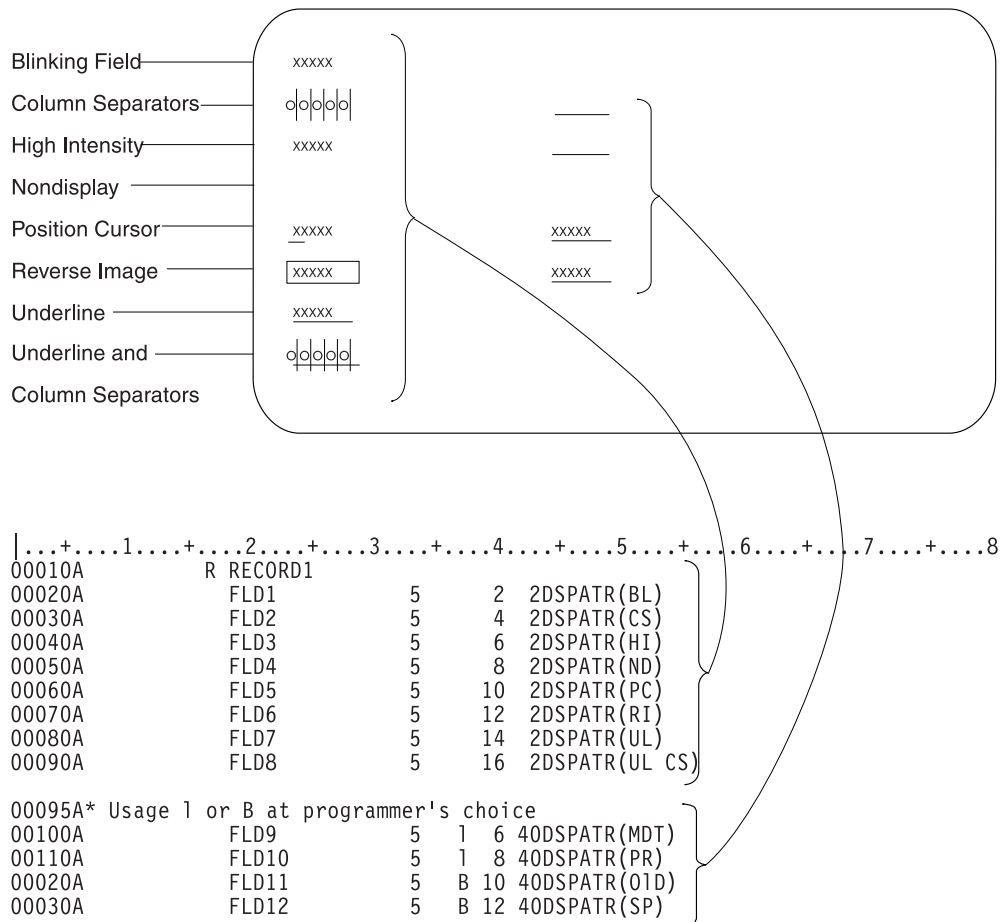 Blinking Field xxxxx
Column Separators o|o|o|o|o|
High Intensity xxxxx
Nondisplay
Position Cursor xxxxx xxxxx
Reverse Image xxxxx xxxxx
Underline xxxxx
Underline and o|o|o|o|o|
Column Separators
|...+....1....+....2....+....3....+....4....+....5....+....6....+....7....+....8
00010A R RECORD1
00020A FLD1 5 2 2DSPATR(BL)
00030A FLD2 5 4 2DSPATR(CS)
00040A FLD3 5 6 2DSPATR(HI)
00050A FLD4 5 8 2DSPATR(ND)
00060A FLD5 5 10 2DSPATR(PC)
00070A FLD6 5 12 2DSPATR(RI)
00080A FLD7 5 14 2DSPATR(UL)
00090A FLD8 5 16 2DSPATR(UL CS)
00095A* Usage l or B at programmer's choice
00100A FLD9 5 l 6 40DSPATR(MDT)
00110A FLD10 5 l 8 40DSPATR(PR)
00020A FLD11 5 B 10 40DSPATR(OlD)
00030A FLD12 5 B 12 40DSPATR(SP)